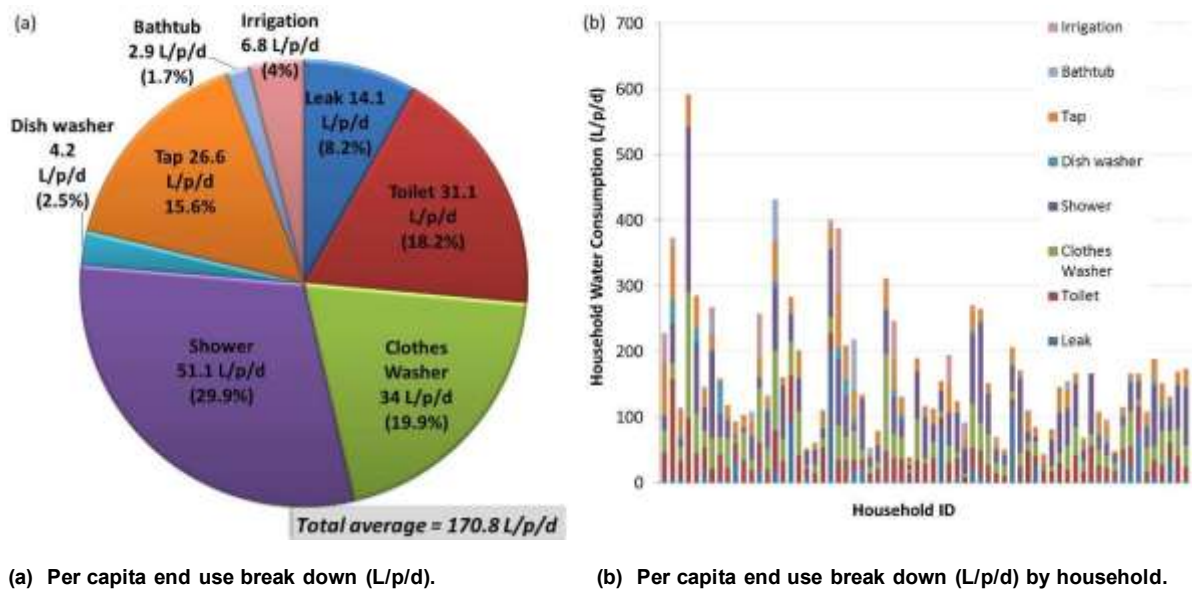 (a)
Bathtub
2.9 L/p/d
(1.7%)
Irrigation
6.8 L/p/d
(4%)
Leak 14.1
L/p/d
(8.2%)
Toilet 31.1
L/p/d
(18.2%)
Clothes
Washer
34 L/p/d
(19.9%)
Shower
51.1 L/p/d
(29.9%)
Dish washer
4.2
L/p/d
(2.5%)
Tap 26.6
L/p/d
15.6%
Total average = 170.8 L/p/d
(b)
Household Water Consumption (L/p/d)
700
600
500
400
300
200
100
0
Irrigation
Bathtub
Tap
Dish washer
Shower
Clothes
Washer
Toilet
Leak
Household ID
(a) Per capita end use break down (L/p/d).
(b) Per capita end use break down (L/p/d) by household.